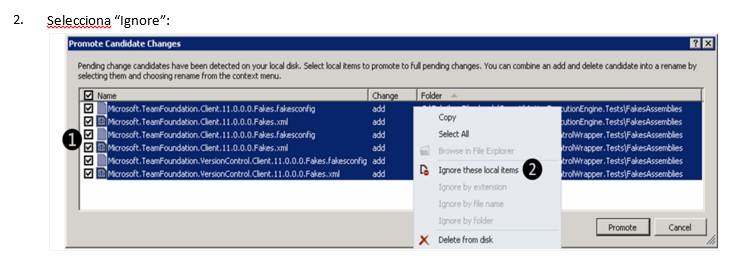 2. Selecciona “Ignore”:
Promote Candidate Changes
Pending change candidates have been detected on your local disk. Select local items to promote to full pending changes. You can combine an add and delete candidate into a rename by
selecting them and choosing rename from the context menu.
Name Change Folder
Microsoft.TeamFoundation.Client.11.0.0.0.Fakes.fakesconfig add cutionEngine.Tests\FakesAssemblies
Microsoft.TeamFoundation.Client.11.0.0.0.Fakes.xml add cutionEngine.Tests\FakesAssemblies
Microsoft.TeamFoundation.Client.11.0.0.0.Fakes.fakesconfig add trolWrapper.Tests\FakesAssemblies
1 Microsoft.TeamFoundation.Client.11.0.0.0.Fakes.xml add trolWrapper.Tests\FakesAssemblies
Microsoft.TeamFoundation.VersionControl.Client.11.0.0.0.Fakes.fakesconfig add trolWrapper.Tests\FakesAssemblies
Microsoft.TeamFoundation.VersionControl.Client.11.0.0.0.Fakes.xml add trolWrapper.Tests\FakesAssemblies
Copy
Select All
Browse in File Explorer
Ignore these local items 2
Ignore by extension
Ignore by file name
Ignore by folder
Delete from disk
Promote Cancel